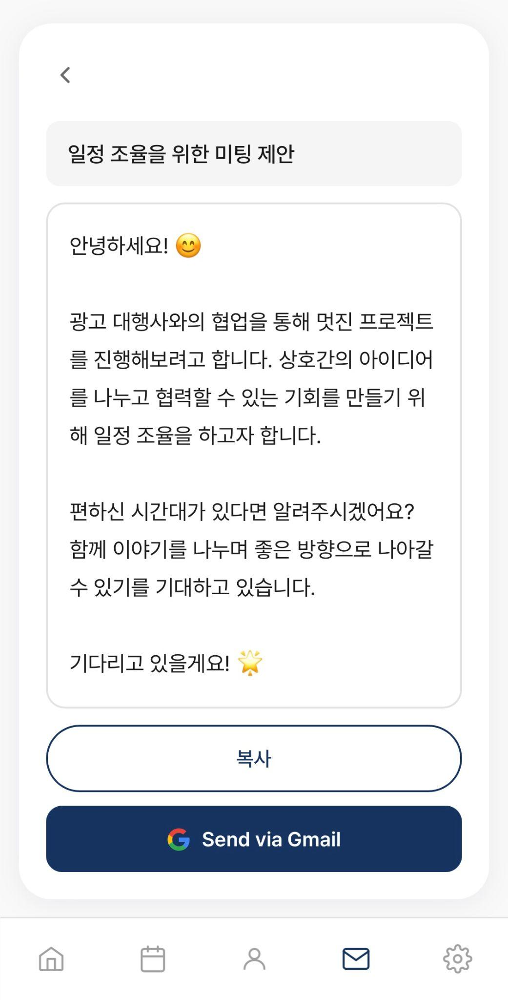 일정 조율을 위한 미팅 제안
안녕하세요! 😊
광고 대행사와의 협업을 통해 멋진 프로젝트
를 진행해보려고 합니다. 상호간의 아이디어
를 나누고 협력할 수 있는 기회를 만들기 위
해 일정 조율을 하고자 합니다.
편하신 시간대가 있다면 알려주시겠어요?
함께 이야기를 나누며 좋은 방향으로 나아갈
수 있기를 기대하고 있습니다.
기다리고 있을게요! 🌟
복사
Send via Gmail